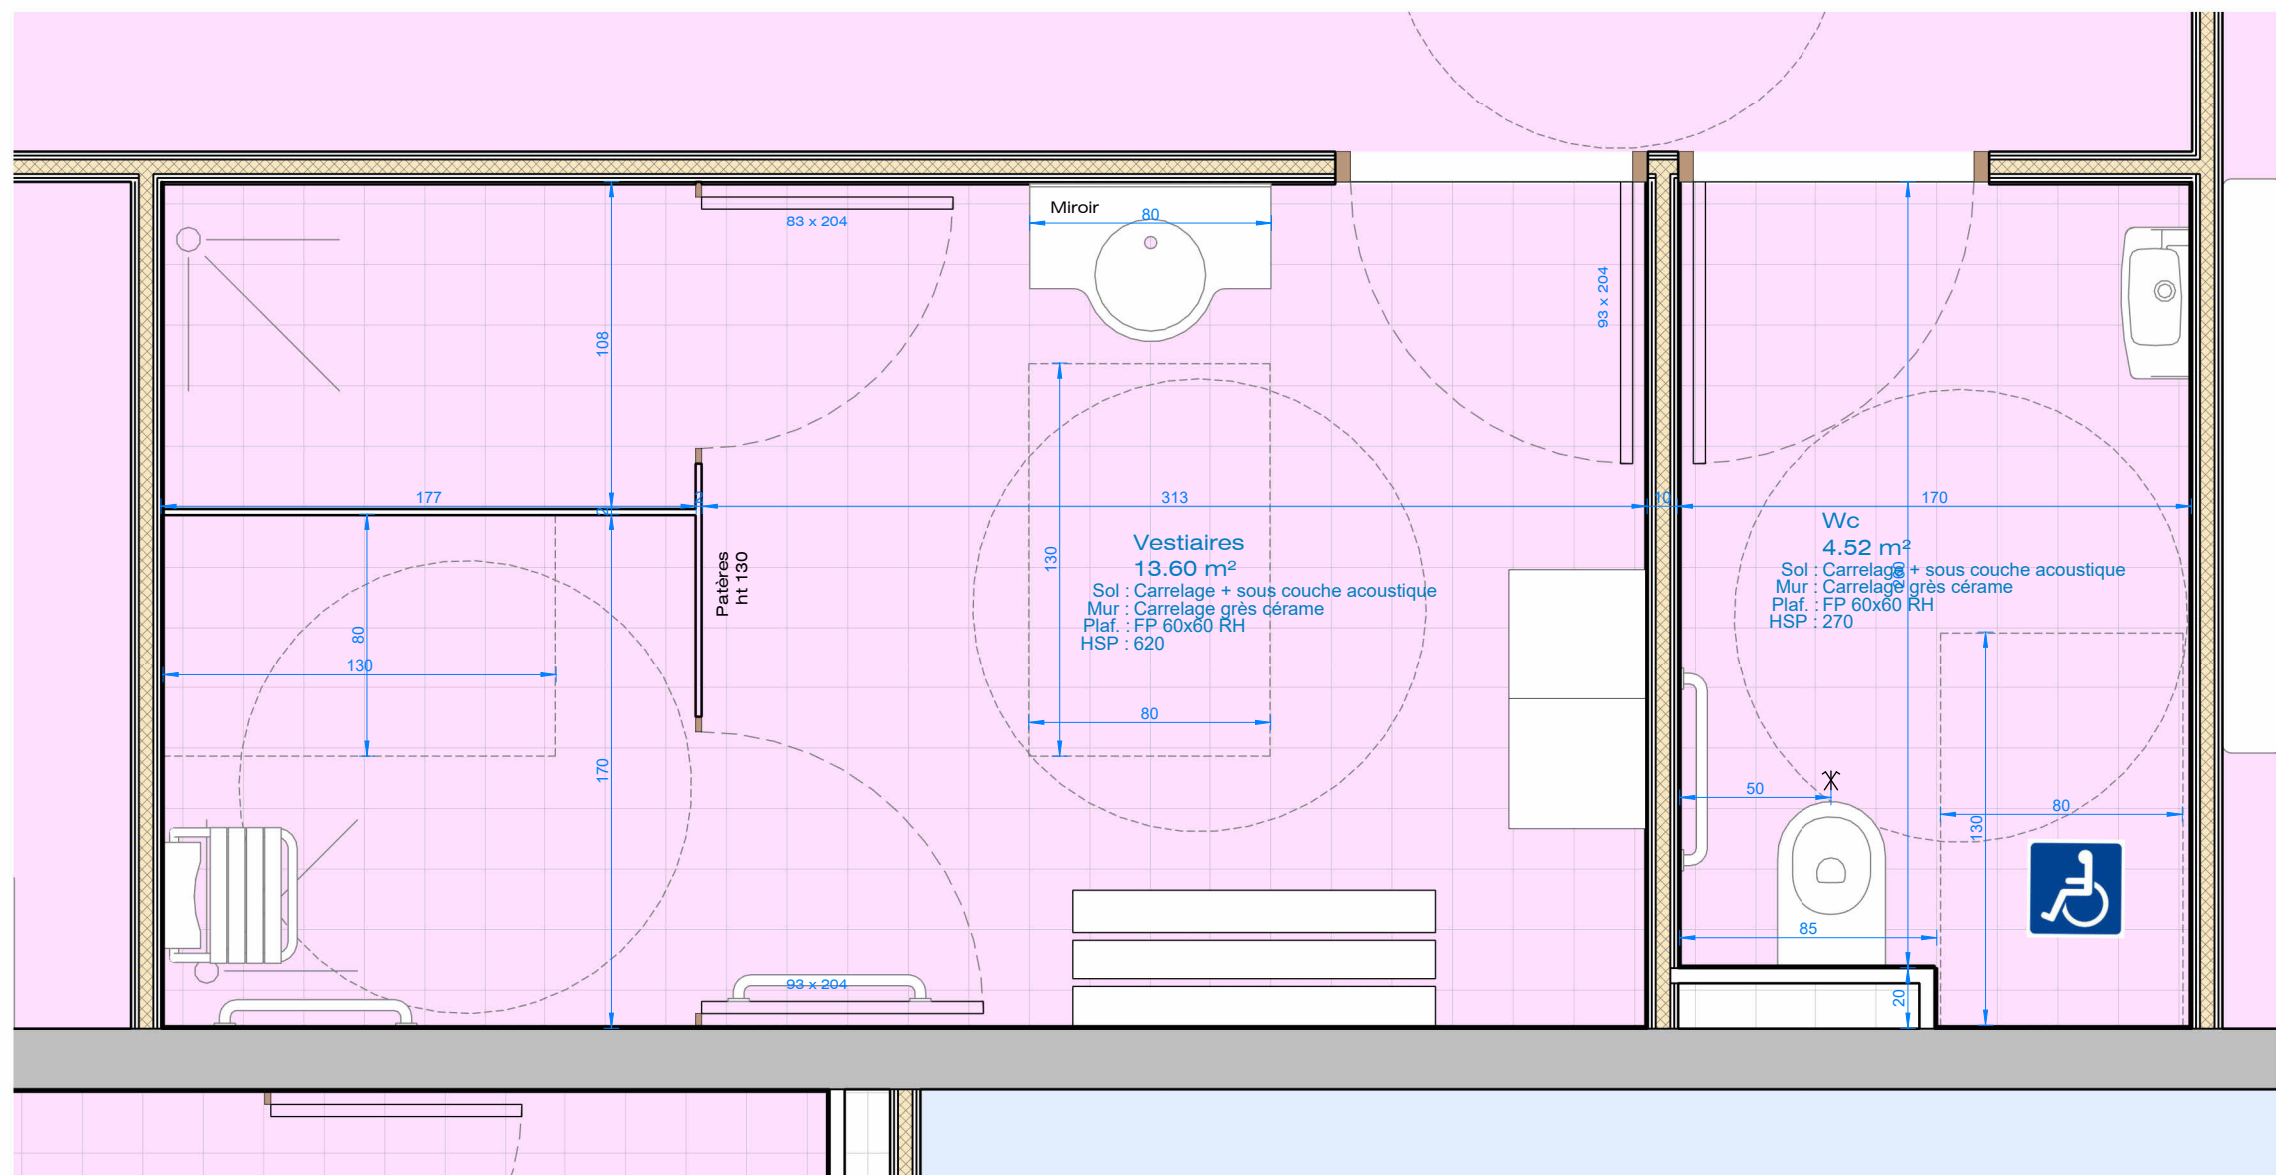 Miroir
80
83 x 204
93 x 204
108
177
2
313
10
170
2
Patères
ht 130
130
Vestiaires
13.60 m²
Sol : Carrelage + sous couche acoustique
Mur : Carrelage grès cérame
Plaf. : FP 60x60 RH
HSP : 620
Wc
4.52 m²
Sol : Carrelage + sous couche acoustique
Mur : Carrelage grès cérame
Plaf. : FP 60x60 RH
HSP : 270
260
80
130
80
170
50
80
130
85
93 x 204
20